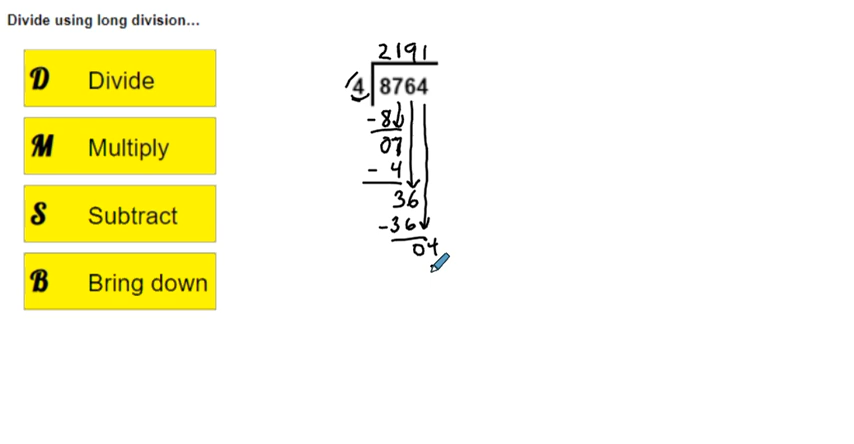 Divide using long division...
D Divide
M Multiply
S Subtract
B Bring down
2191
4 8764
- 8
07
- 4
36
-36
04